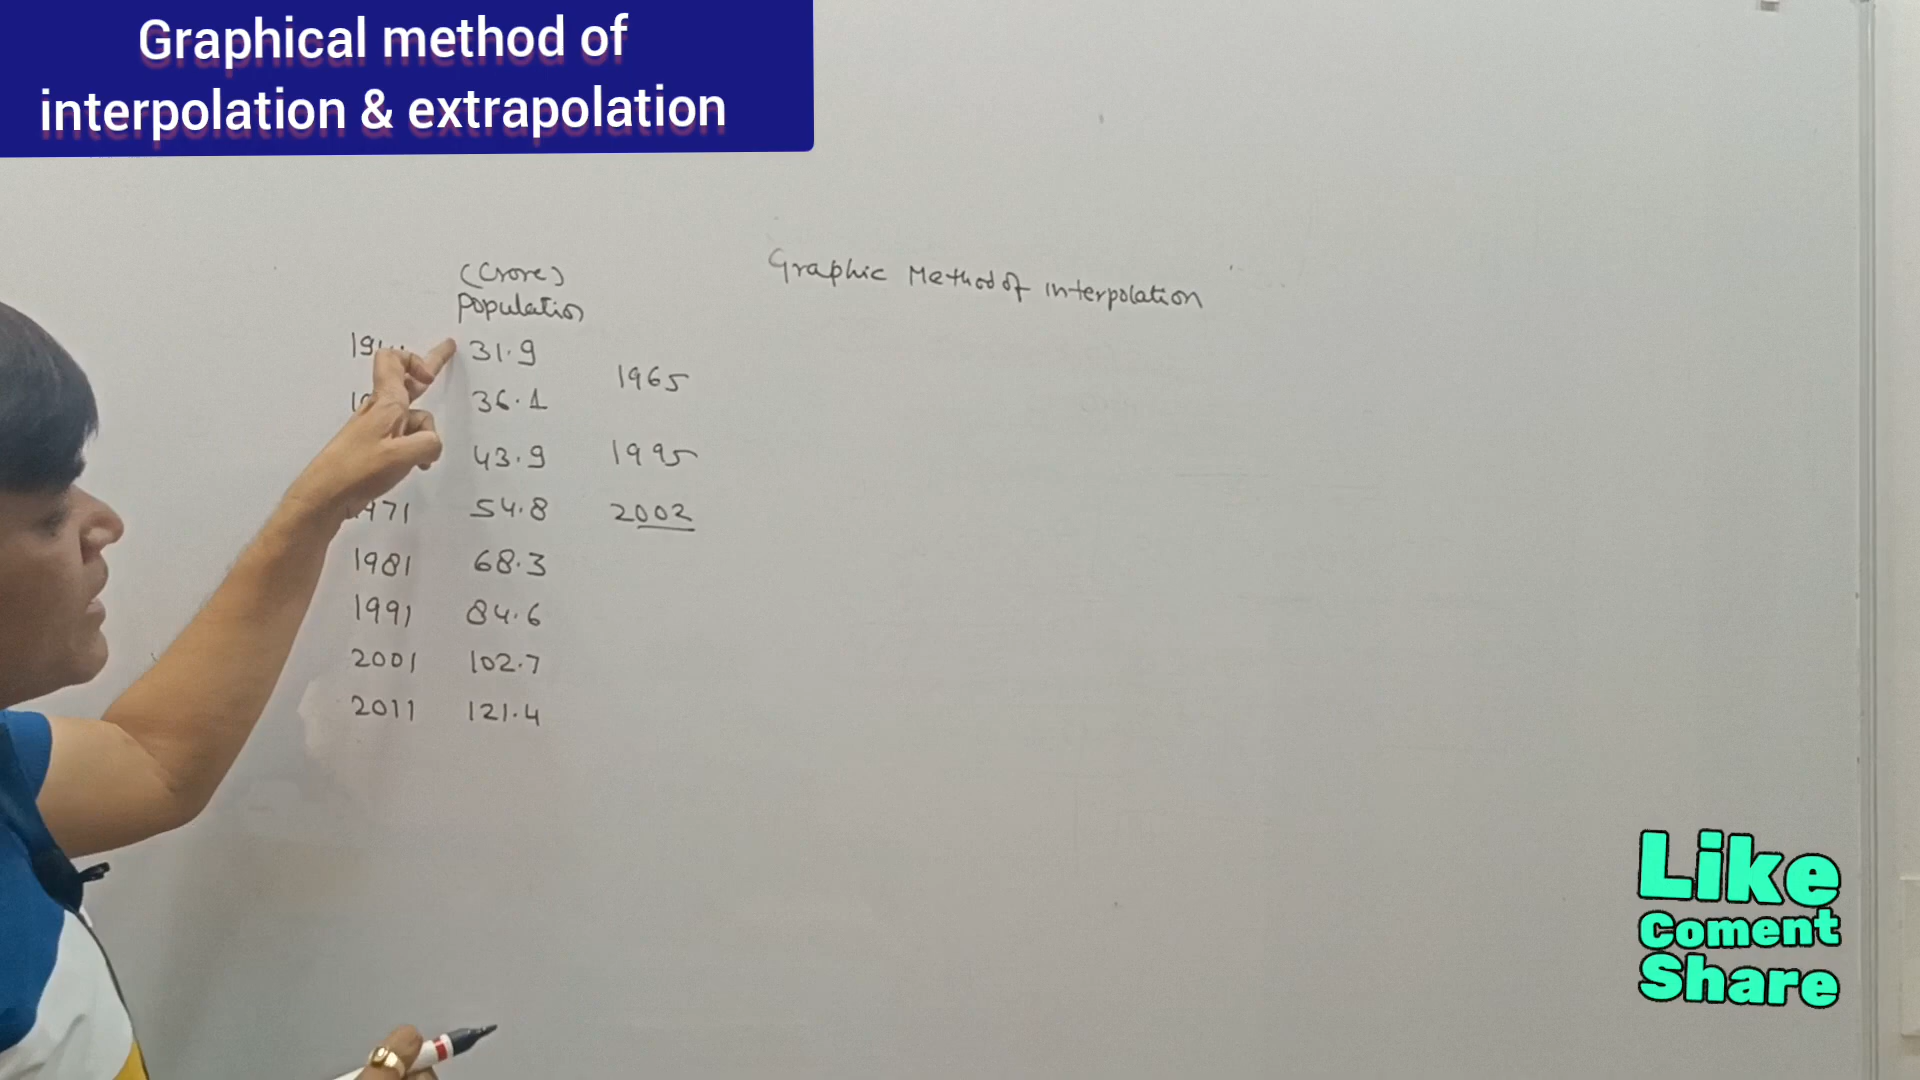 Graphical method of
interpolation & extrapolation
Graphic Method of interpolation
(Crore)
population
31.9
36.1
43.9
1971 54.8
1981 68.3
1991 84.6
2001 102.7
2011 121.4
1965
1995
2002
Like
Coment
Share